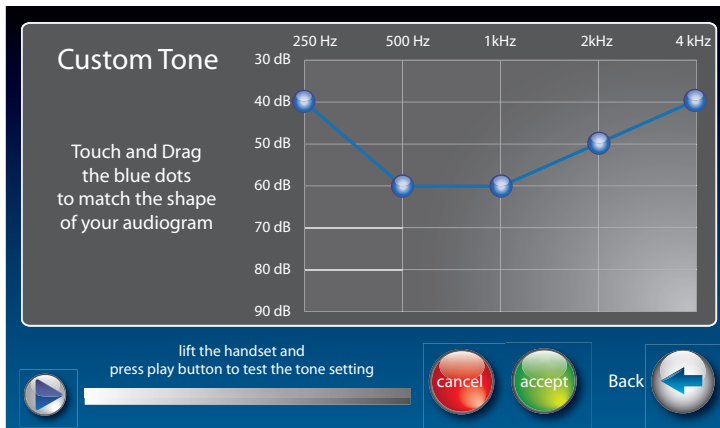 Custom Tone
Touch and Drag
the blue dots
to match the shape
of your audiogram
250 Hz 500 Hz 1kHz 2kHz 4 kHz
30 dB
40 dB
50 dB
60 dB
70 dB
80 dB
90 dB
lift the handset and
press play button to test the tone setting
cancel
accept
Back